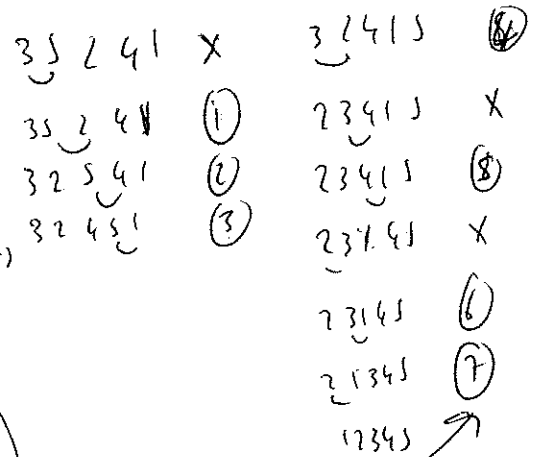 3 5 2 4 1 X
3 5 2 4 1 1
3 2 5 4 1 2
3 2 4 5 1 3
3 2 4 1 5
2 3 4 1 5 X
2 3 4 1 5
2 3 1 4 5 X
2 3 1 4 5 6
2 1 3 4 5 7
1 2 3 4 5